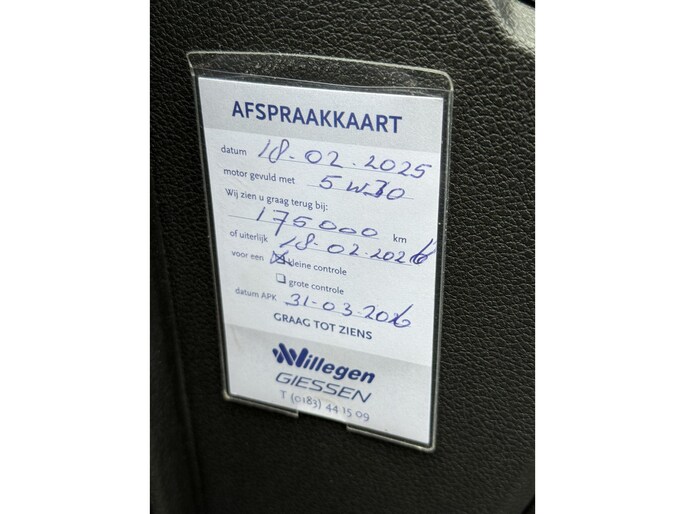 AFSPRAAKKAART
datum 18-02-2025
motor gevuld met 5W30
Wij zien u graag terug bij:
175000 km
of uiterlijk 18-02-2026
voor een ☒ kleine controle
☐ grote controle
datum APK 31-03-2026
GRAAG TOT ZIENS
Willegen
GIESSEN
T (0183) 44 15 09